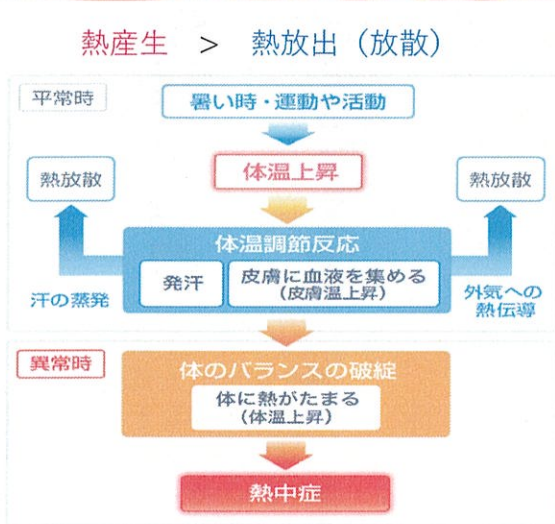 熱産生 > 熱放出（放散）
平常時
暑い時・運動や活動
体温上昇
熱放散
熱放散
体温調節反応
発汗
皮膚に血液を集める
（皮膚温上昇）
汗の蒸発
外気への
熱伝導
異常時
体のバランスの破綻
体に熱がたまる
（体温上昇）
熱中症